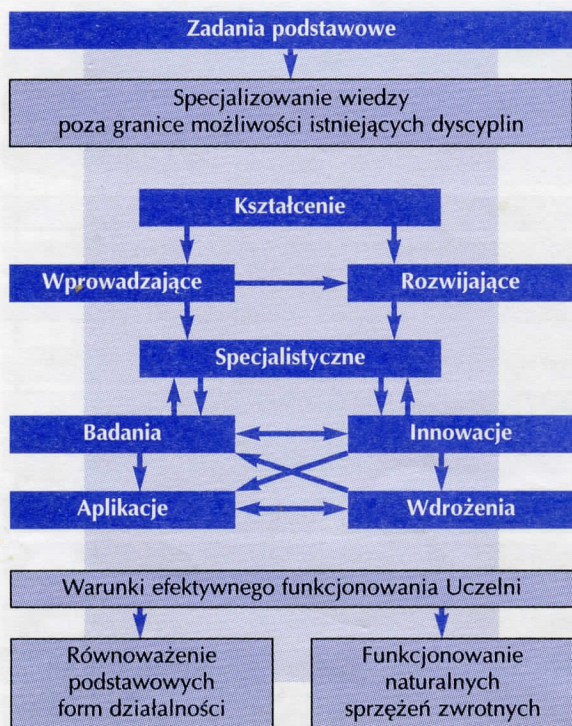 Zadania podstawowe
Specjalizowanie wiedzy
poza granice możliwości istniejących dyscyplin
Kształcenie
Wprowadzające
Rozwijające
Specjalistyczne
Badania
Innowacje
Aplikacje
Wdrożenia
Warunki efektywnego funkcjonowania Uczelni
Równoważenie
podstawowych
form działalności
Funkcjonowanie
naturalnych
sprzężeń zwrotnych